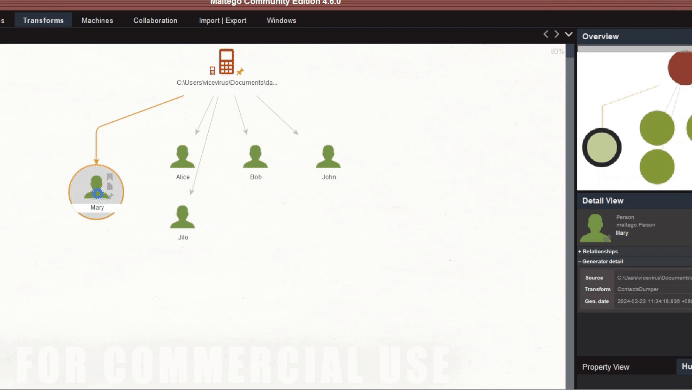 Maltego Community Edition 4.6.0
s Transforms Machines Collaboration Import | Export Windows
80%
Overview
C:\Users\vicevirus\Documents\da...
Alice
Bob
John
Mary
Jilo
Detail View
Person
maltego.Person
Mary
+ Relationships
− Generator detail
Source C:\Users\vicevirus\Documents\
Transform ContactsDumper
Gen. date 2024-02-23 11:34:18.836 +08
FOR COMMERCIAL USE
Property View Hu